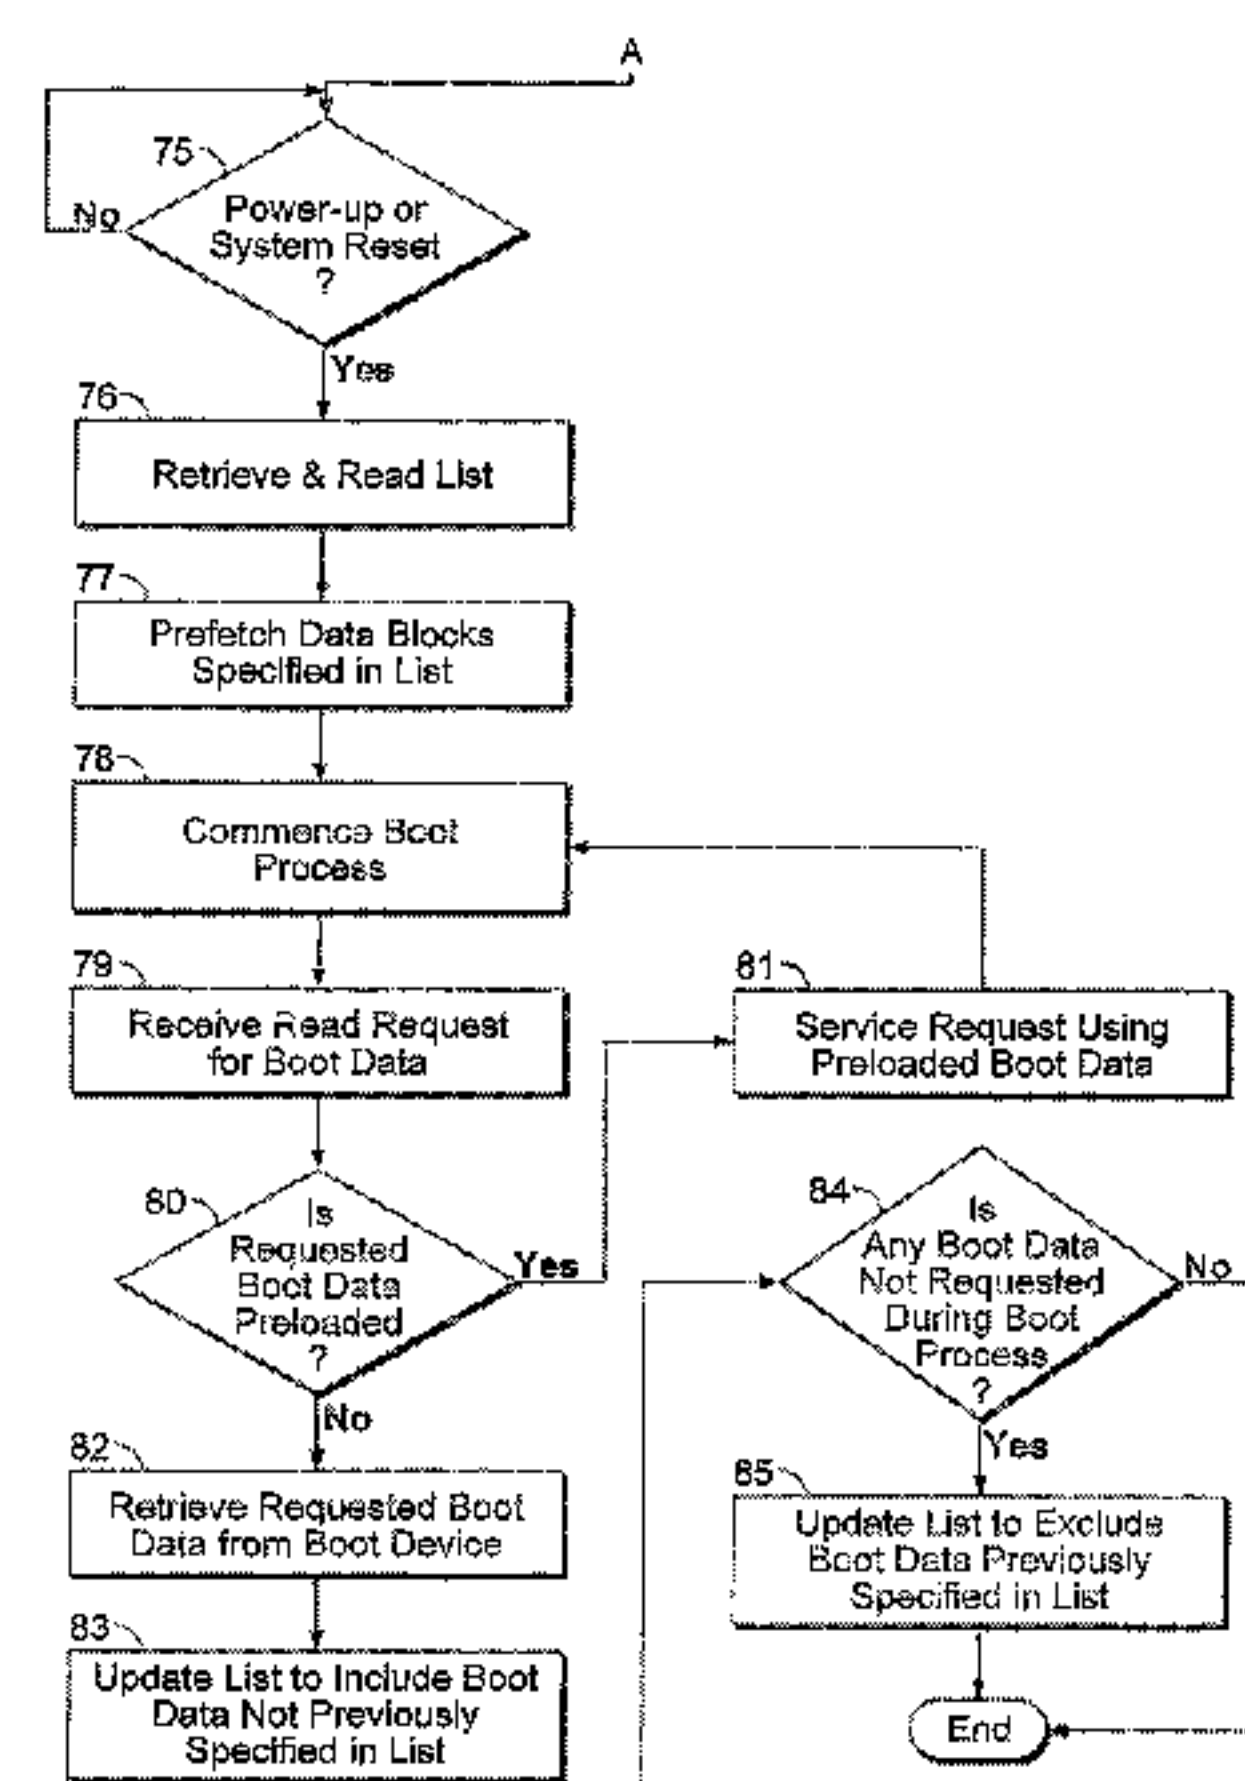 A
75
No
Power-up or
System Reset
?
Yes
76
Retrieve & Read List
77
Prefetch Data Blocks
Specified in List
78
Commence Boot
Process
79
Receive Read Request
for Boot Data
81
Service Request Using
Preloaded Boot Data
80
Is
Requested
Boot Data
Preloaded
?
Yes
No
84
Is
Any Boot Data
Not Requested
During Boot
Process
?
No
Yes
82
Retrieve Requested Boot
Data from Boot Device
85
Update List to Exclude
Boot Data Previously
Specified in List
83
Update List to Include Boot
Data Not Previously
Specified in List
End